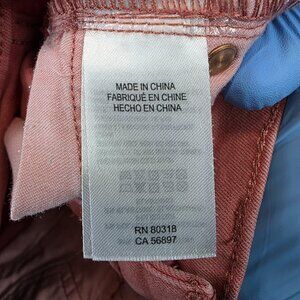 MADE IN CHINA
FABRIQUÉ EN CHINE
HECHO EN CHINA
RN 80318
CA 56897